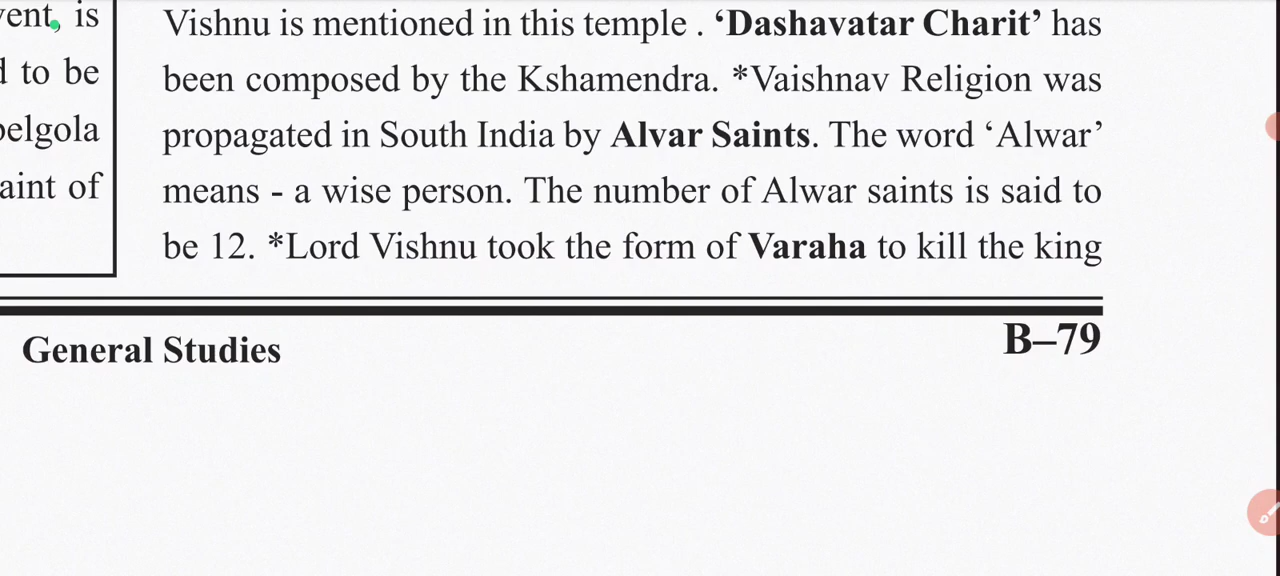 is
to be
aint of
Vishnu is mentioned in this temple . ‘Dashavatar Charit’ has
been composed by the Kshamendra. *Vaishnav Religion was
propagated in South India by Alvar Saints. The word ‘Alwar’
means - a wise person. The number of Alwar saints is said to
be 12. *Lord Vishnu took the form of Varaha to kill the king
General Studies
B–79